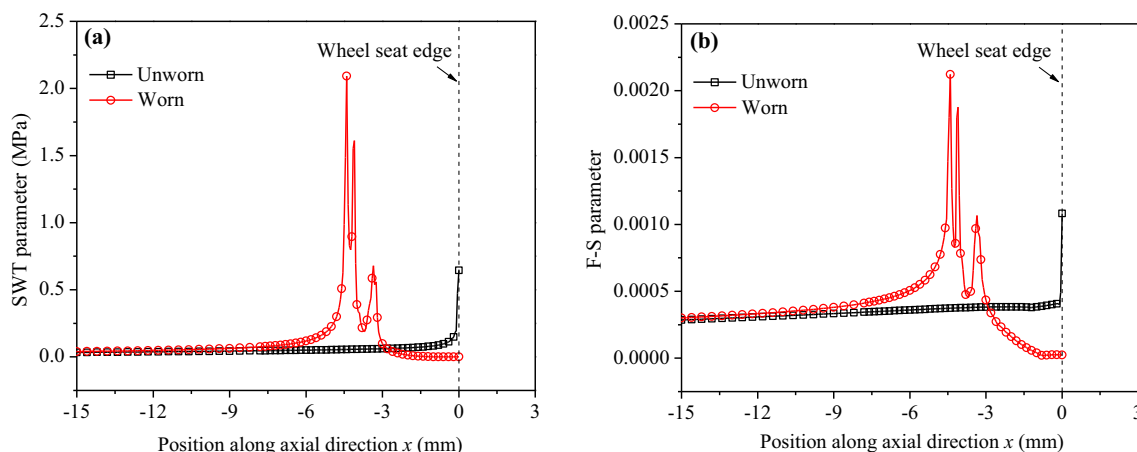 (a)
Wheel seat edge
Unworn
Worn
SWT parameter (MPa)
2.5
2.0
1.5
1.0
0.5
0.0
-15 -12 -9 -6 -3 0 3
Position along axial direction x (mm)
(b)
Wheel seat edge
Unworn
Worn
F-S parameter
0.0025
0.0020
0.0015
0.0010
0.0005
0.0000
-15 -12 -9 -6 -3 0 3
Position along axial direction x (mm)